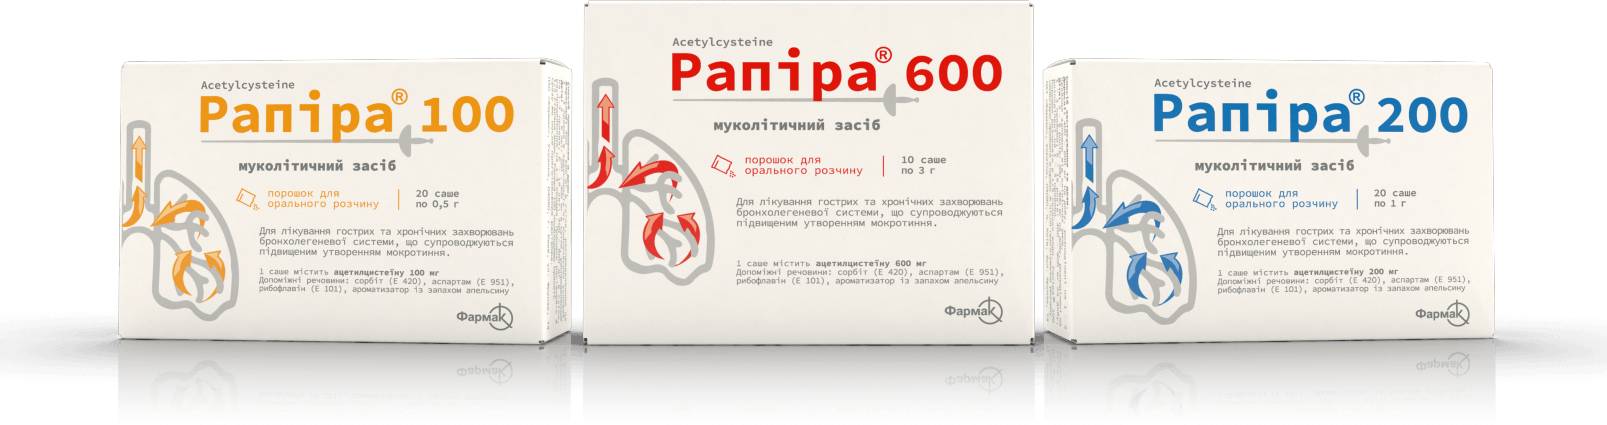 Acetylcysteine
Рапіра® 100
муколітичний засіб
порошок для
орального розчину
20 саше
по 0,5 г
Для лікування гострих та хронічних захворювань
бронхолегеневої системи, що супроводжуються
підвищеним утворенням мокротиння.
1 саше містить ацетилцистеїну 100 мг
Допоміжні речовини: сорбіт (Е 420), аспартам (Е 951),
рибофлавін (Е 101), ароматизатор із запахом апельсину
Фармак
Acetylcysteine
Рапіра® 600
муколітичний засіб
порошок для
орального розчину
10 саше
по 3 г
Для лікування гострих та хронічних захворювань
бронхолегеневої системи, що супроводжуються
підвищеним утворенням мокротиння.
1 саше містить ацетилцистеїну 600 мг
Допоміжні речовини: сорбіт (Е 420), аспартам (Е 951),
рибофлавін (Е 101), ароматизатор із запахом апельсину
Фармак
Acetylcysteine
Рапіра® 200
муколітичний засіб
порошок для
орального розчину
20 саше
по 1 г
Для лікування гострих та хронічних захворювань
бронхолегеневої системи, що супроводжуються
підвищеним утворенням мокротиння.
1 саше містить ацетилцистеїну 200 мг
Допоміжні речовини: сорбіт (Е 420), аспартам (Е 951),
рибофлавін (Е 101), ароматизатор із запахом апельсину
Фармак